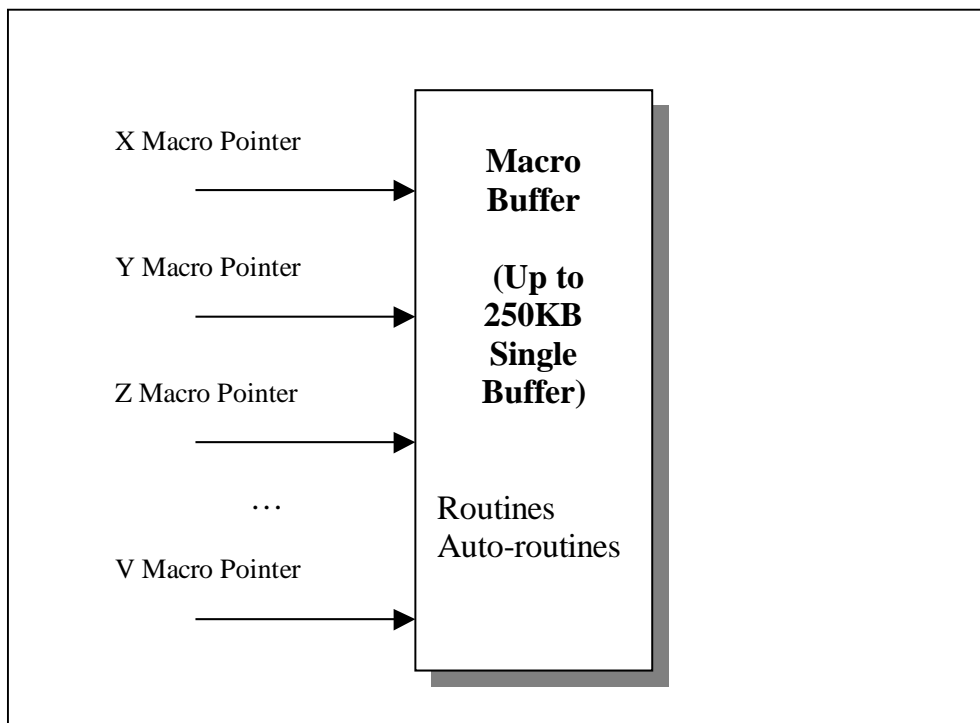 X Macro Pointer
Y Macro Pointer
Z Macro Pointer
…
V Macro Pointer
Macro
Buffer
(Up to
250KB
Single
Buffer)
Routines
Auto-routines